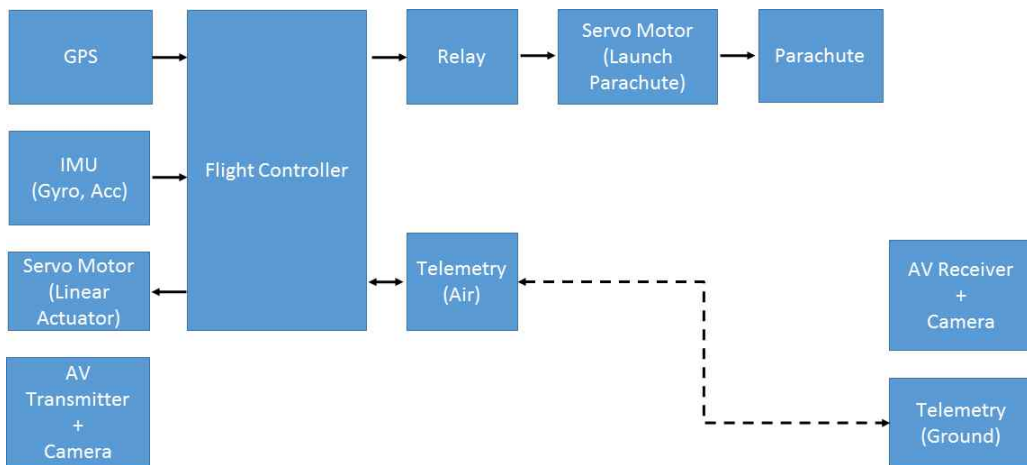 GPS
Flight Controller
Relay
Servo Motor
(Launch
Parachute)
Parachute
IMU
(Gyro, Acc)
Servo Motor
(Linear
Actuator)
Telemetry
(Air)
AV Receiver
+
Camera
AV
Transmitter
+
Camera
Telemetry
(Ground)